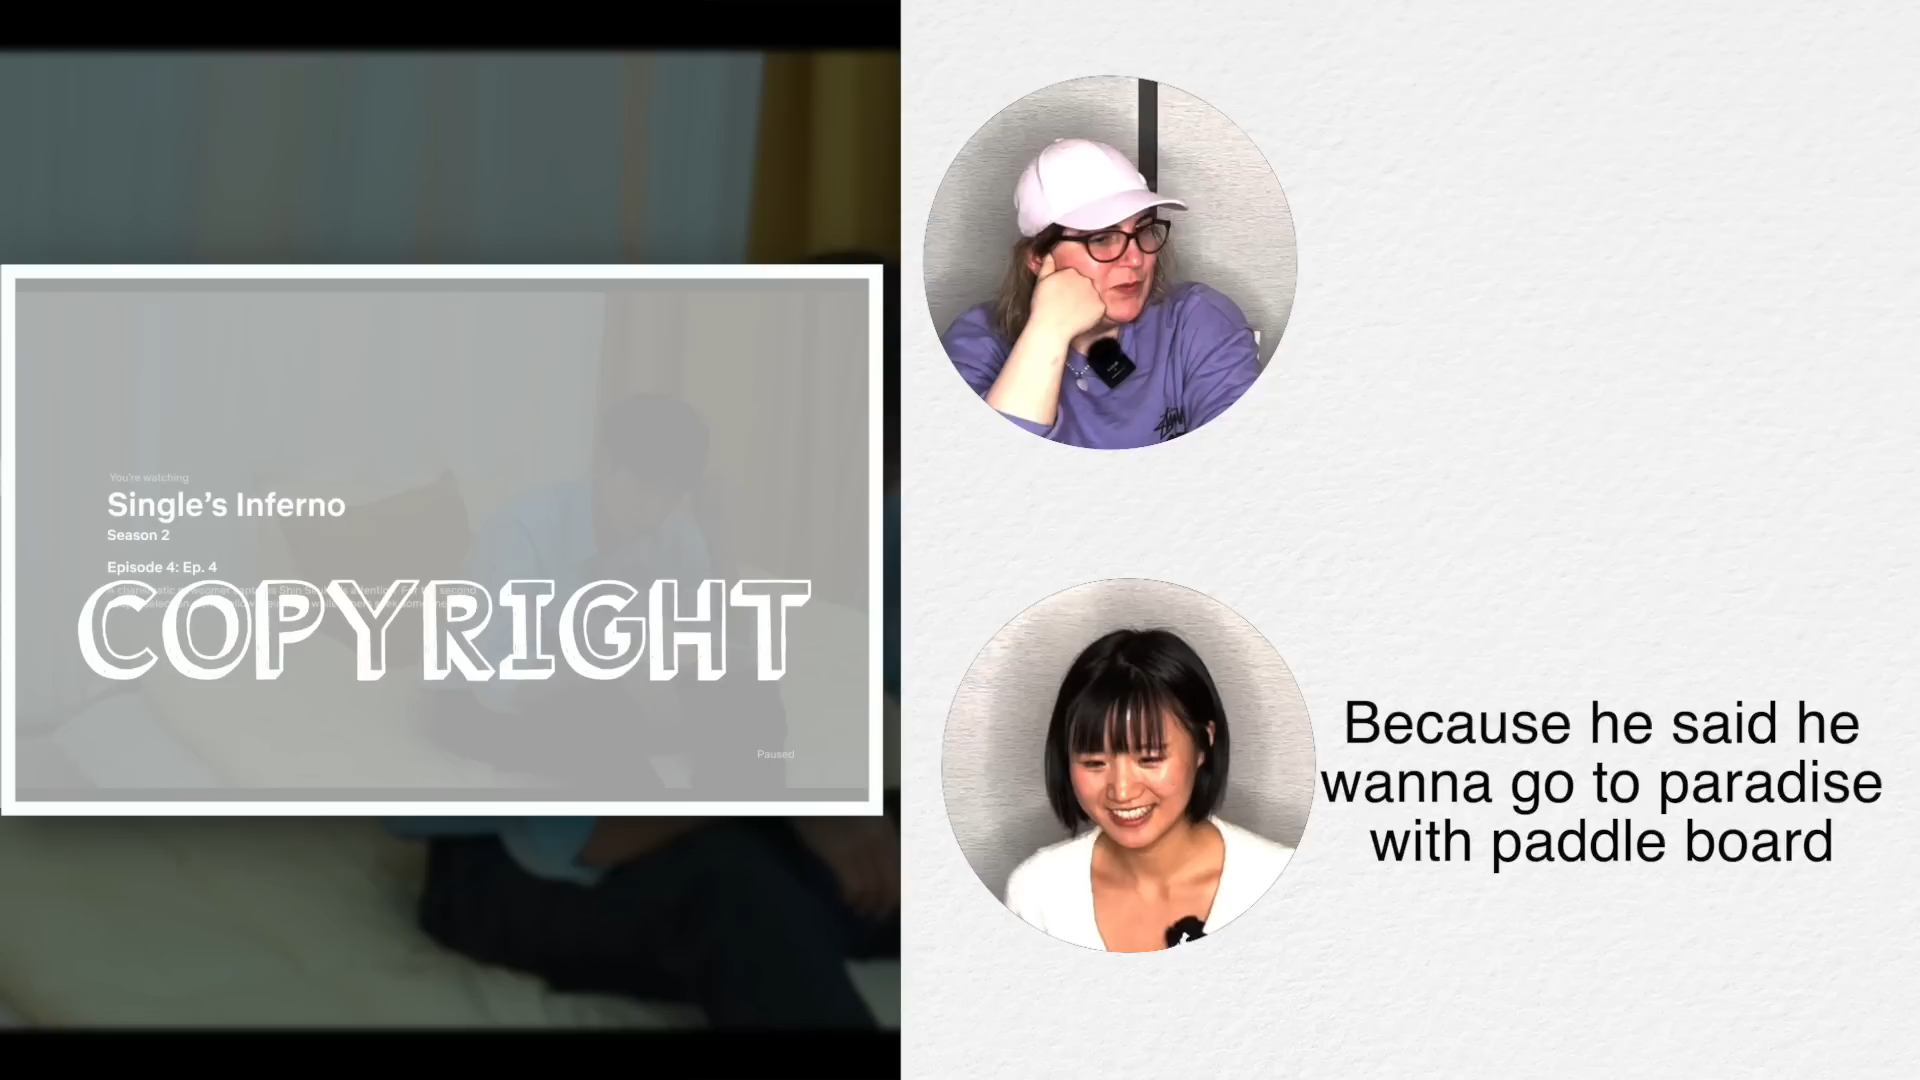 You're watching
Single's Inferno
Season 2
Episode 4: Ep. 4
COPYRIGHT
Paused
Because he said he
wanna go to paradise
with paddle board